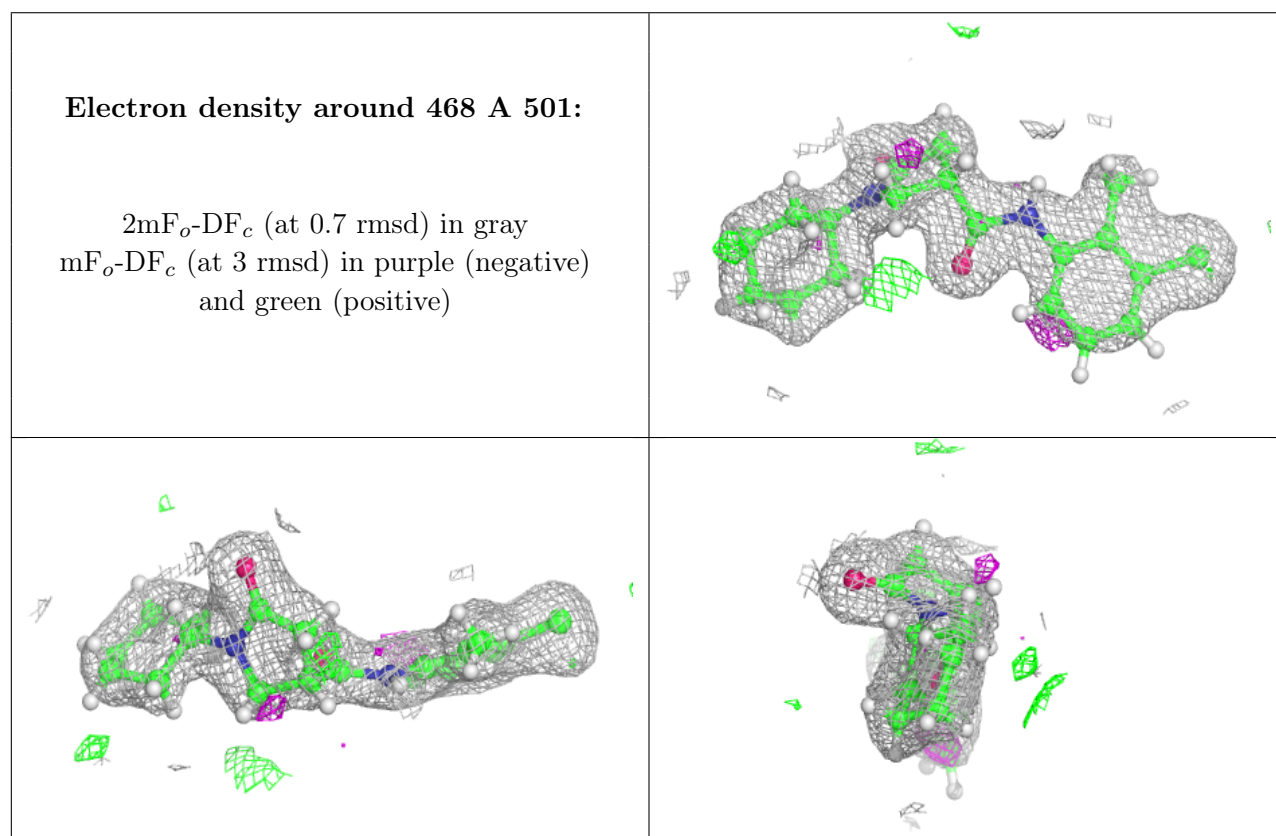 Electron density around 468 A 501:
2mFₒ-DF𝒸 (at 0.7 rmsd) in gray
mFₒ-DF𝒸 (at 3 rmsd) in purple (negative)
and green (positive)